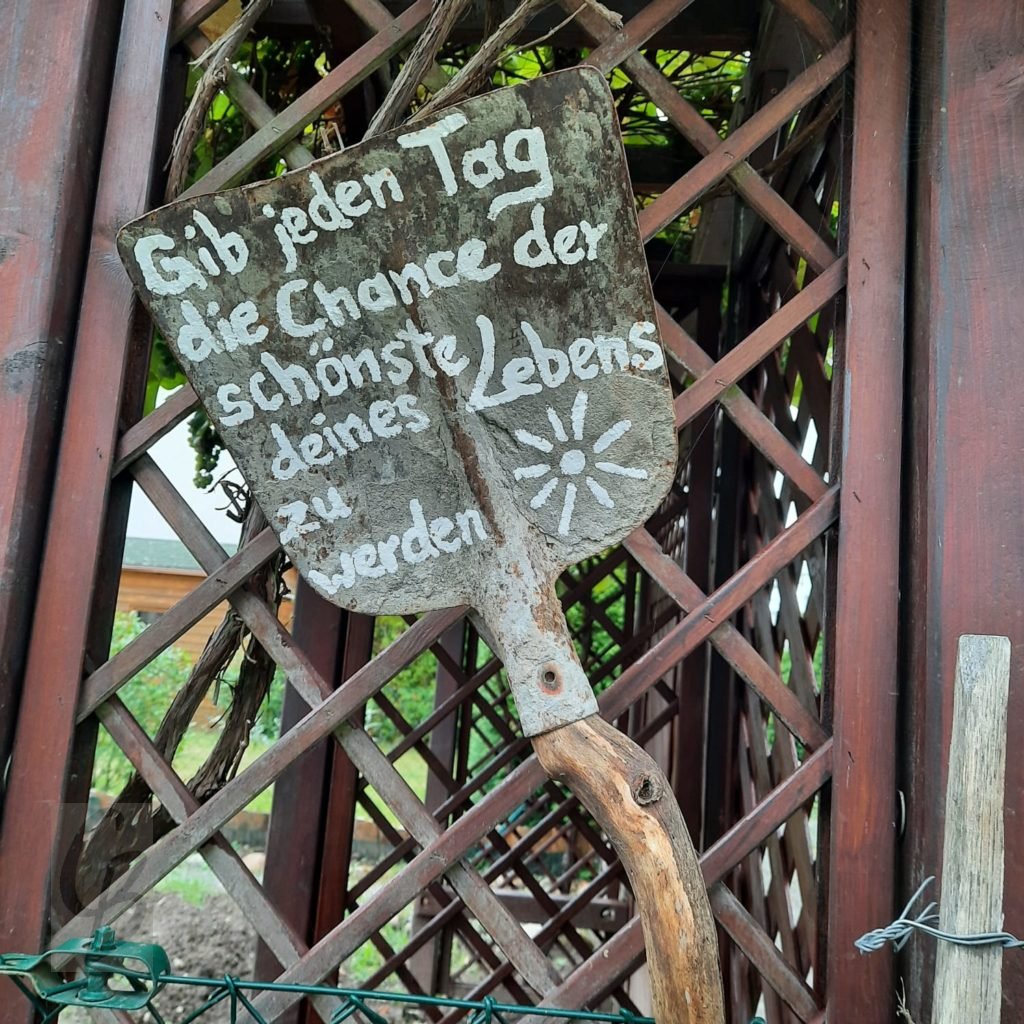 Gib jeden Tag
die Chance der
schönste Lebens
deines
zu
werden